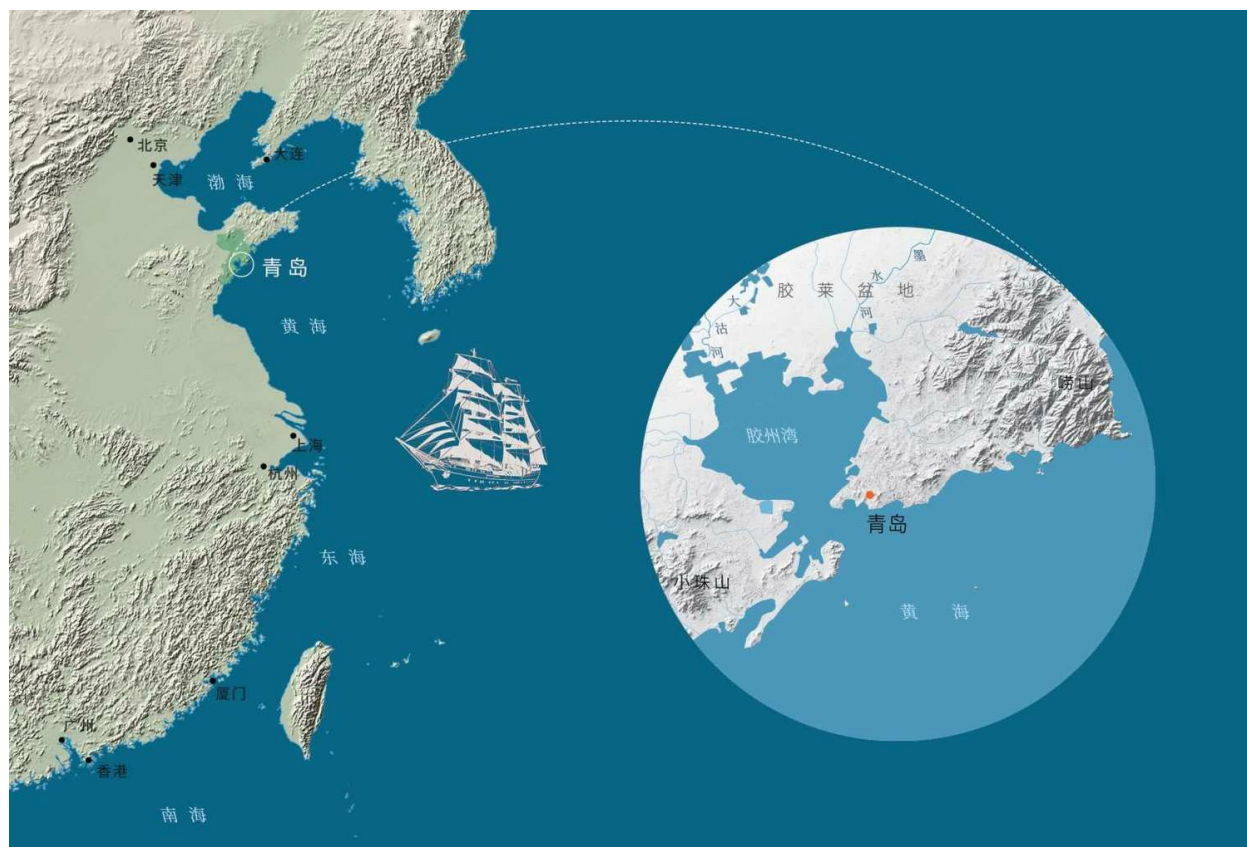 北京
天津
大连
渤海
青岛
黄海
上海
杭州
东海
厦门
广州
香港
南海
胶莱盆地
大沽河
墨水河
崂山
胶州湾
青岛
小珠山
黄海